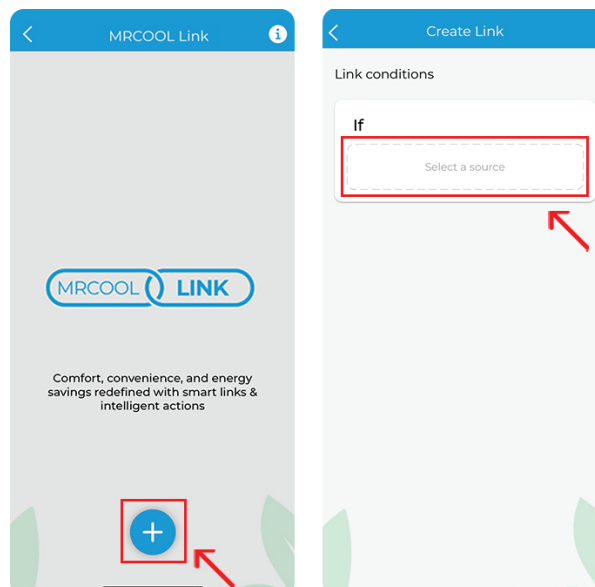 MRCOOL Link
MRCOOL LINK
Comfort, convenience, and energy
savings redefined with smart links &
intelligent actions
Create Link
Link conditions
If
Select a source